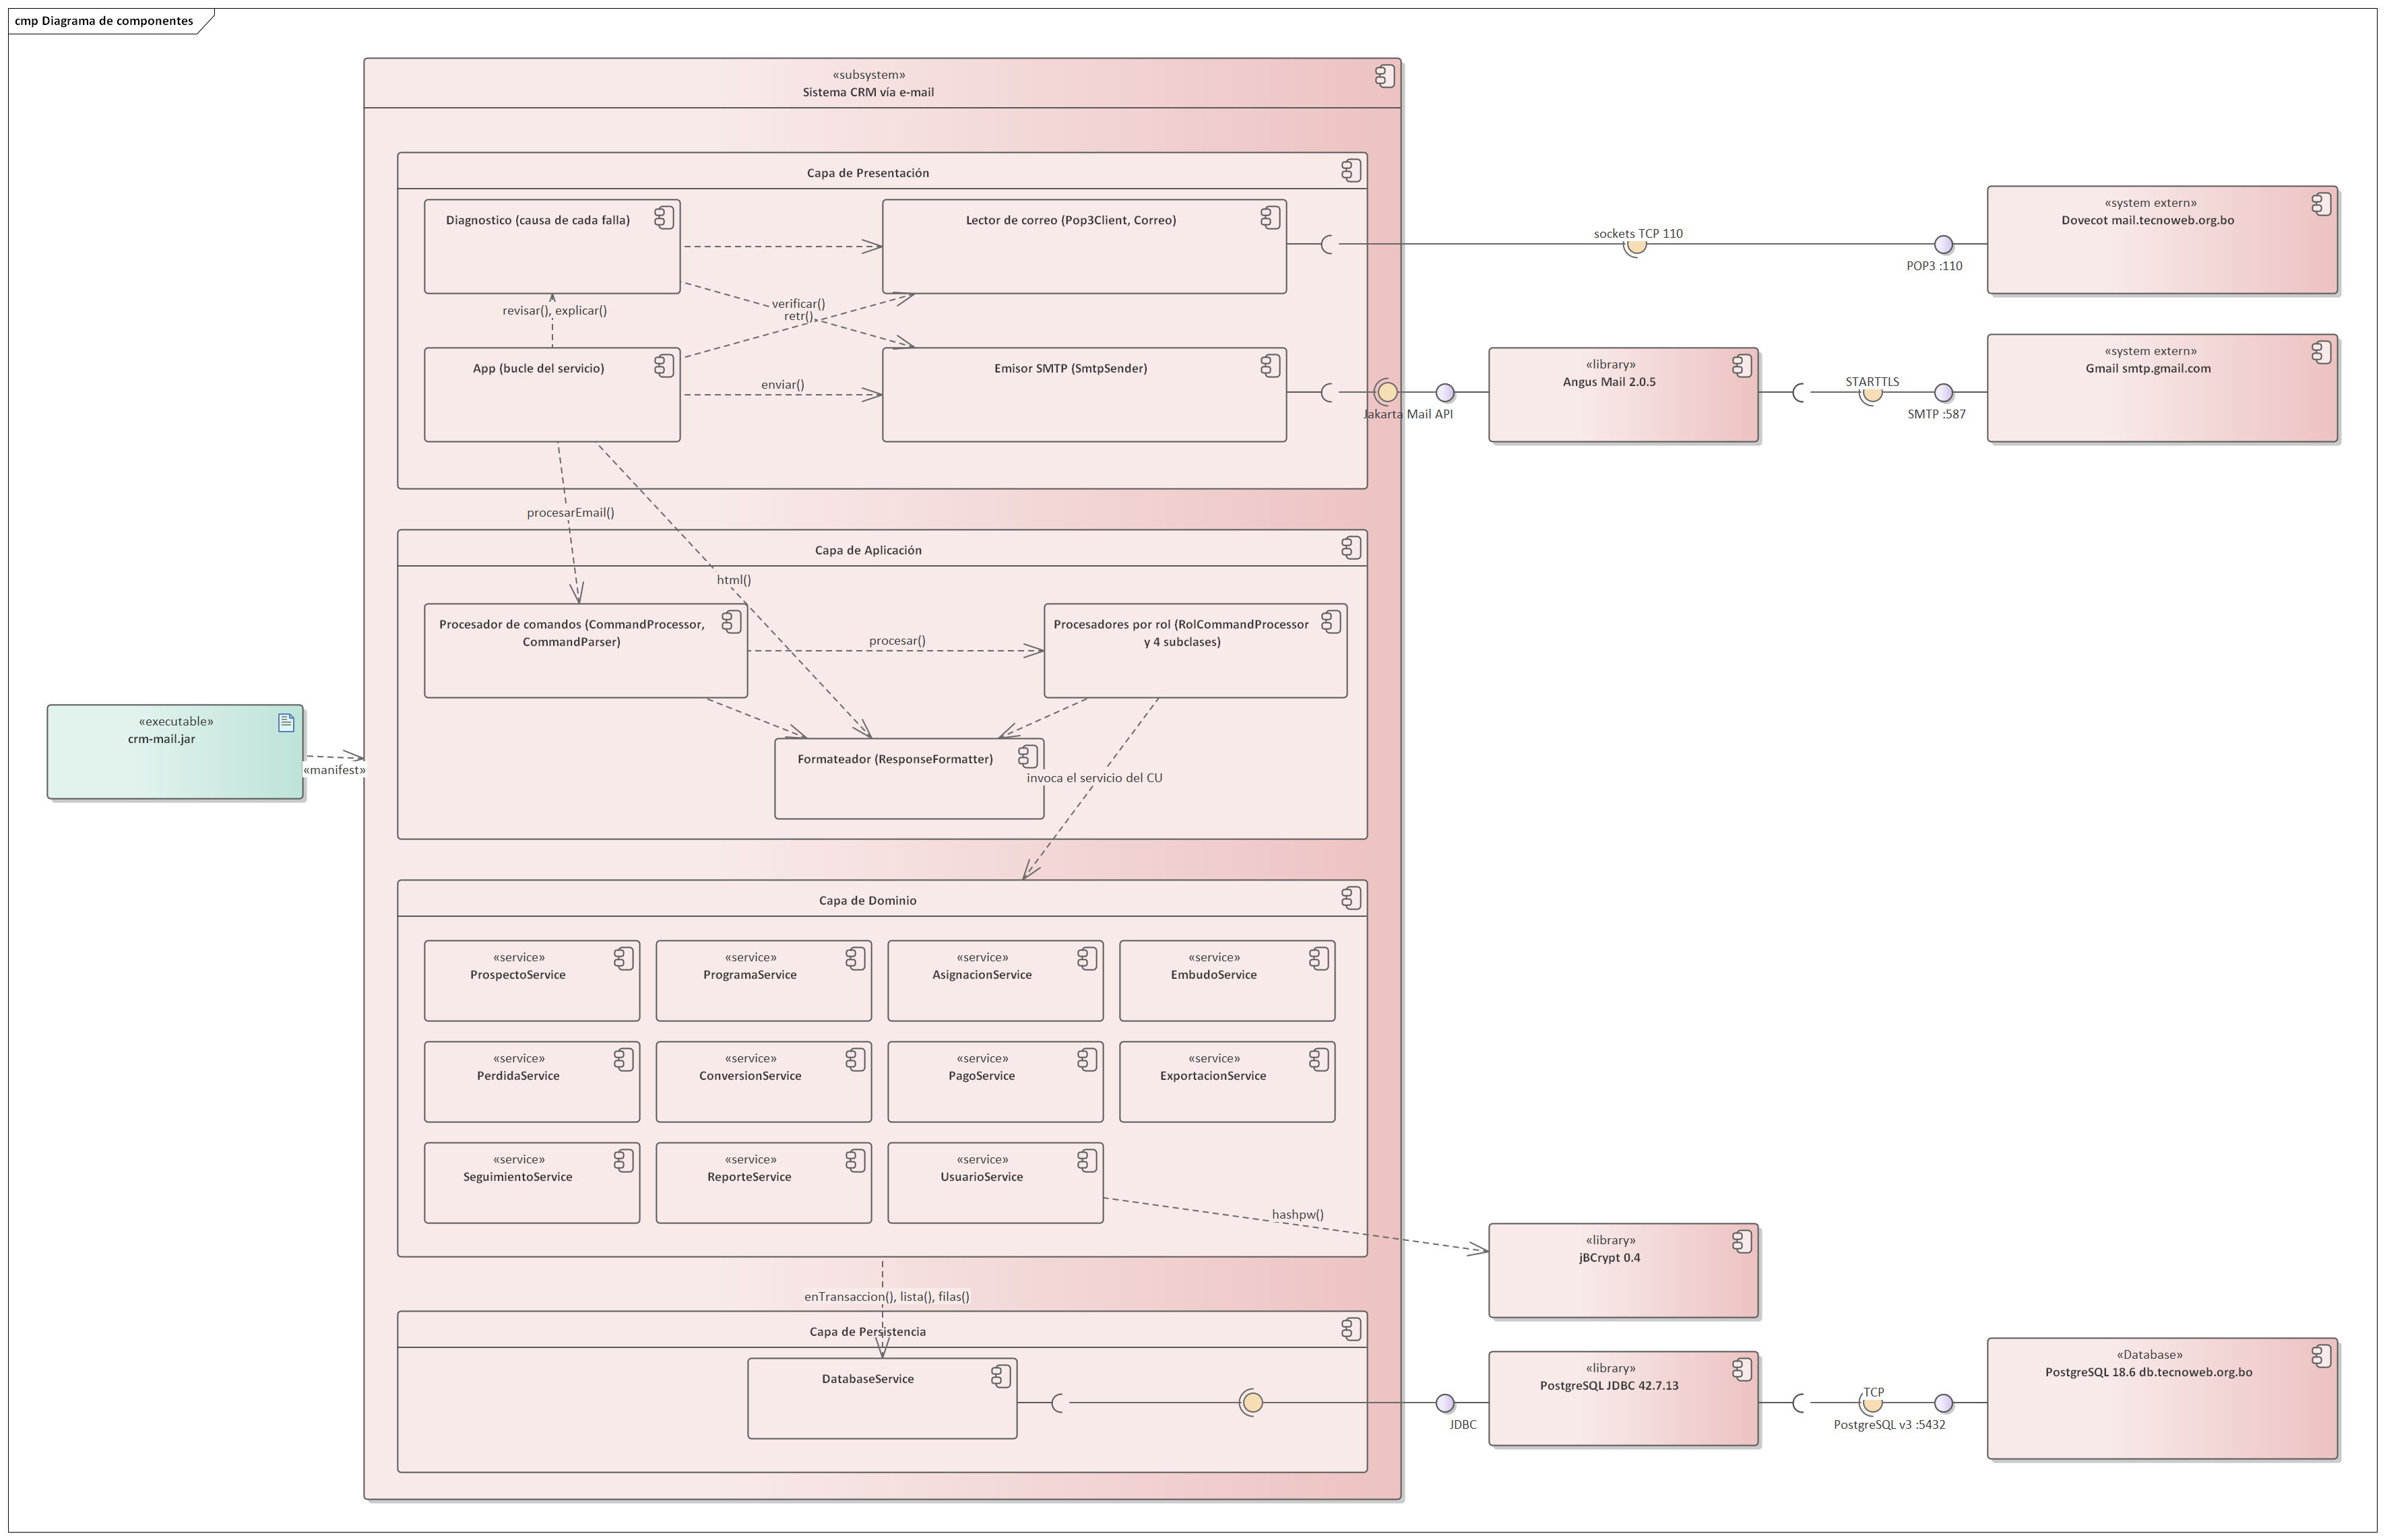 cmp Diagrama de componentes
«subsystem»
Sistema CRM vía e-mail
Capa de Presentación
Diagnostico (causa de cada falla)
Lector de correo (Pop3Client, Correo)
sockets TCP 110
POP3 :110
«system extern»
Dovecot mail.tecnoweb.org.bo
revisar(), explicar()
verificar()
retr()
App (bucle del servicio)
enviar()
Emisor SMTP (SmtpSender)
Jakarta Mail API
«library»
Angus Mail 2.0.5
STARTTLS
SMTP :587
«system extern»
Gmail smtp.gmail.com
procesarEmail()
html()
Capa de Aplicación
Procesador de comandos (CommandProcessor,
CommandParser)
procesar()
Procesadores por rol (RolCommandProcessor
y 4 subclases)
«executable»
crm-mail.jar
«manifest»
Formateador (ResponseFormatter)
invoca el servicio del CU
Capa de Dominio
«service»
ProspectoService
«service»
ProgramaService
«service»
AsignacionService
«service»
EmbudoService
«service»
PerdidaService
«service»
ConversionService
«service»
PagoService
«service»
ExportacionService
«service»
SeguimientoService
«service»
ReporteService
«service»
UsuarioService
hashpw()
«library»
jBCrypt 0.4
enTransaccion(), lista(), filas()
Capa de Persistencia
DatabaseService
JDBC
«library»
PostgreSQL JDBC 42.7.13
TCP
PostgreSQL v3 :5432
«Database»
PostgreSQL 18.6 db.tecnoweb.org.bo